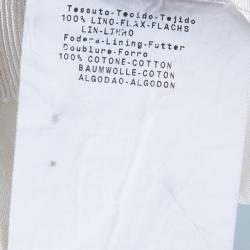 Tessuto-Tecido-Tejido
100% LINO-FLAX-FLACHS
LIN-LINHO
Fodera-Lining-Futter
Doublure-Forro
100% COTONE-COTTON
BAUMWOLLE-COTON
ALGODAO-ALGODON